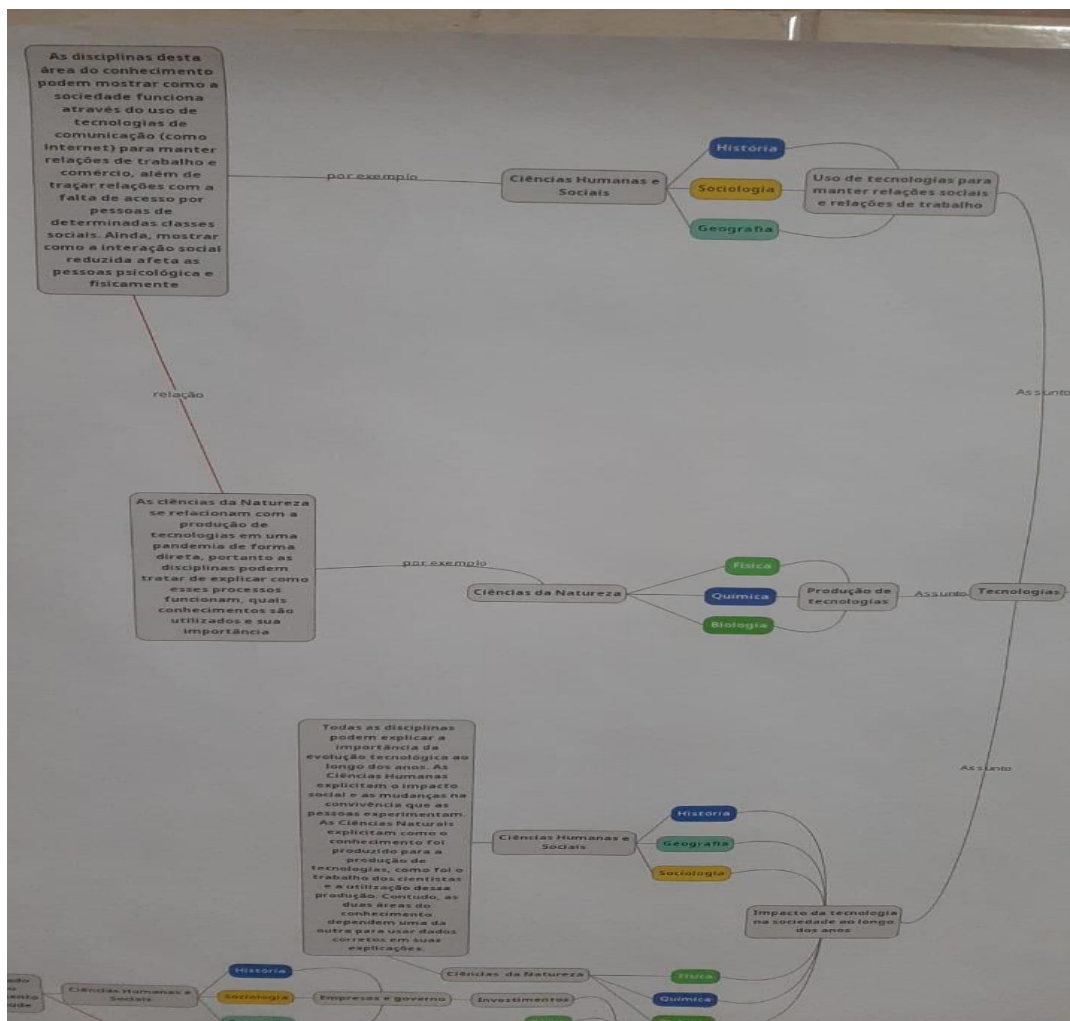 As disciplinas desta
área do conhecimento
podem mostrar como a
sociedade funciona
através do uso de
tecnologias de
comunicação (como
internet) para manter
relações de trabalho e
comércio, além de
traçar relações com a
falta de acesso por
pessoas de
determinadas classes
sociais. Ainda, mostrar
como a interação social
reduzida afeta as
pessoas psicológica e
fisicamente
por exemplo
Ciências Humanas e
Sociais
História
Sociologia
Geografia
Uso de tecnologias para
manter relações sociais
e relações de trabalho
relação
Assunto
As ciências da Natureza
se relacionam com a
produção de
tecnologias em uma
pandemia de forma
direta, portanto as
disciplinas podem
tratar de explicar como
esses processos
funcionam, quais
conhecimentos são
utilizados e sua
importância
por exemplo
Ciências da Natureza
Física
Química
Biologia
Produção de
tecnologias
Assunto
Tecnologias
Assunto
Todas as disciplinas
podem explicar a
importância da
evolução tecnológica ao
longo dos anos. As
Ciências Humanas
explicitam o impacto
social e as mudanças na
convivência que as
pessoas experimentam.
As Ciências Naturais
explicitam como o
conhecimento foi
produzido para a
produção de
tecnologias, como foi o
trabalho dos cientistas
e a utilização dessa
produção. Contudo, as
duas áreas do
conhecimento
dependem uma da
outra para usar dados
corretos em suas
explicações.
Ciências Humanas e
Sociais
História
Geografia
Sociologia
Impacto da tecnologia
na sociedade ao longo
dos anos
Ciências da Natureza
Física
Química
Ciências Humanas e
Sociais
História
Sociologia
Empresas e governo
Investimentos